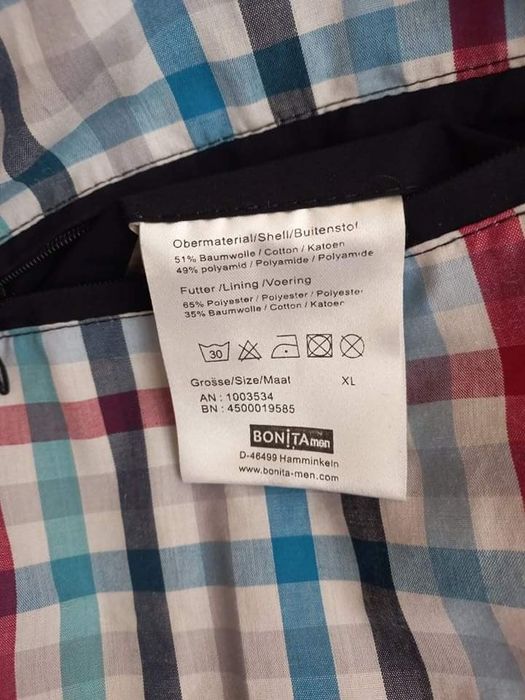 Obermaterial/Shell/Buitenstof
51% Baumwolle / Cotton / Katoen
49% polyamid / Polyamide / Polyamide
Futter /Lining /Voering
65% Polyester / Polyester / Polyester
35% Baumwolle / Cotton / Katoen
30
Grösse/Size/Maat XL
AN : 1003534
BN : 4500019585
BONiTA men
D-46499 Hamminkeln
www.bonita-men.com